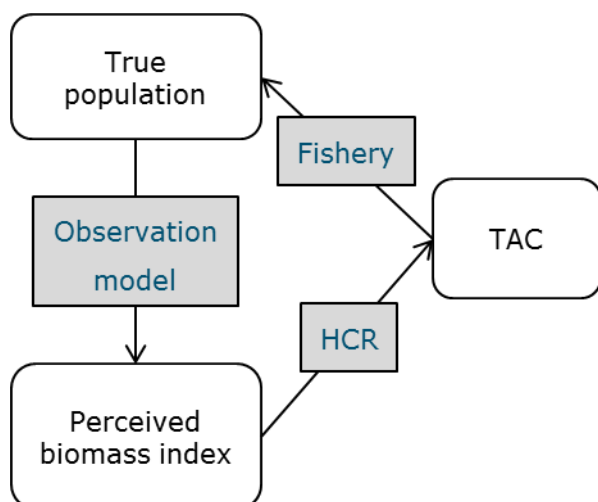 True
population
Fishery
Observation
model
TAC
HCR
Perceived
biomass index